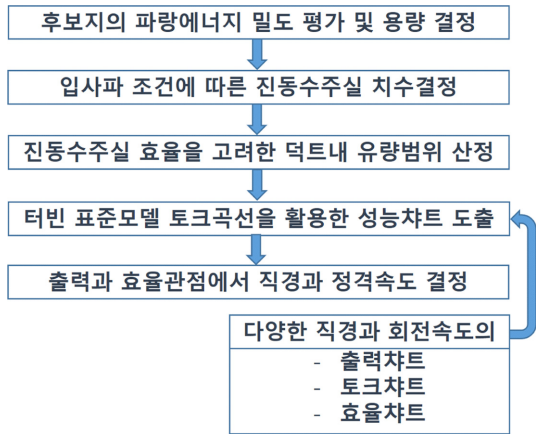 후보지의 파랑에너지 밀도 평가 및 용량 결정
입사파 조건에 따른 진동수주실 치수결정
진동수주실 효율을 고려한 덕트내 유량범위 산정
터빈 표준모델 토크곡선을 활용한 성능챠트 도출
출력과 효율관점에서 직경과 정격속도 결정
다양한 직경과 회전속도의
- 출력챠트
- 토크챠트
- 효율챠트